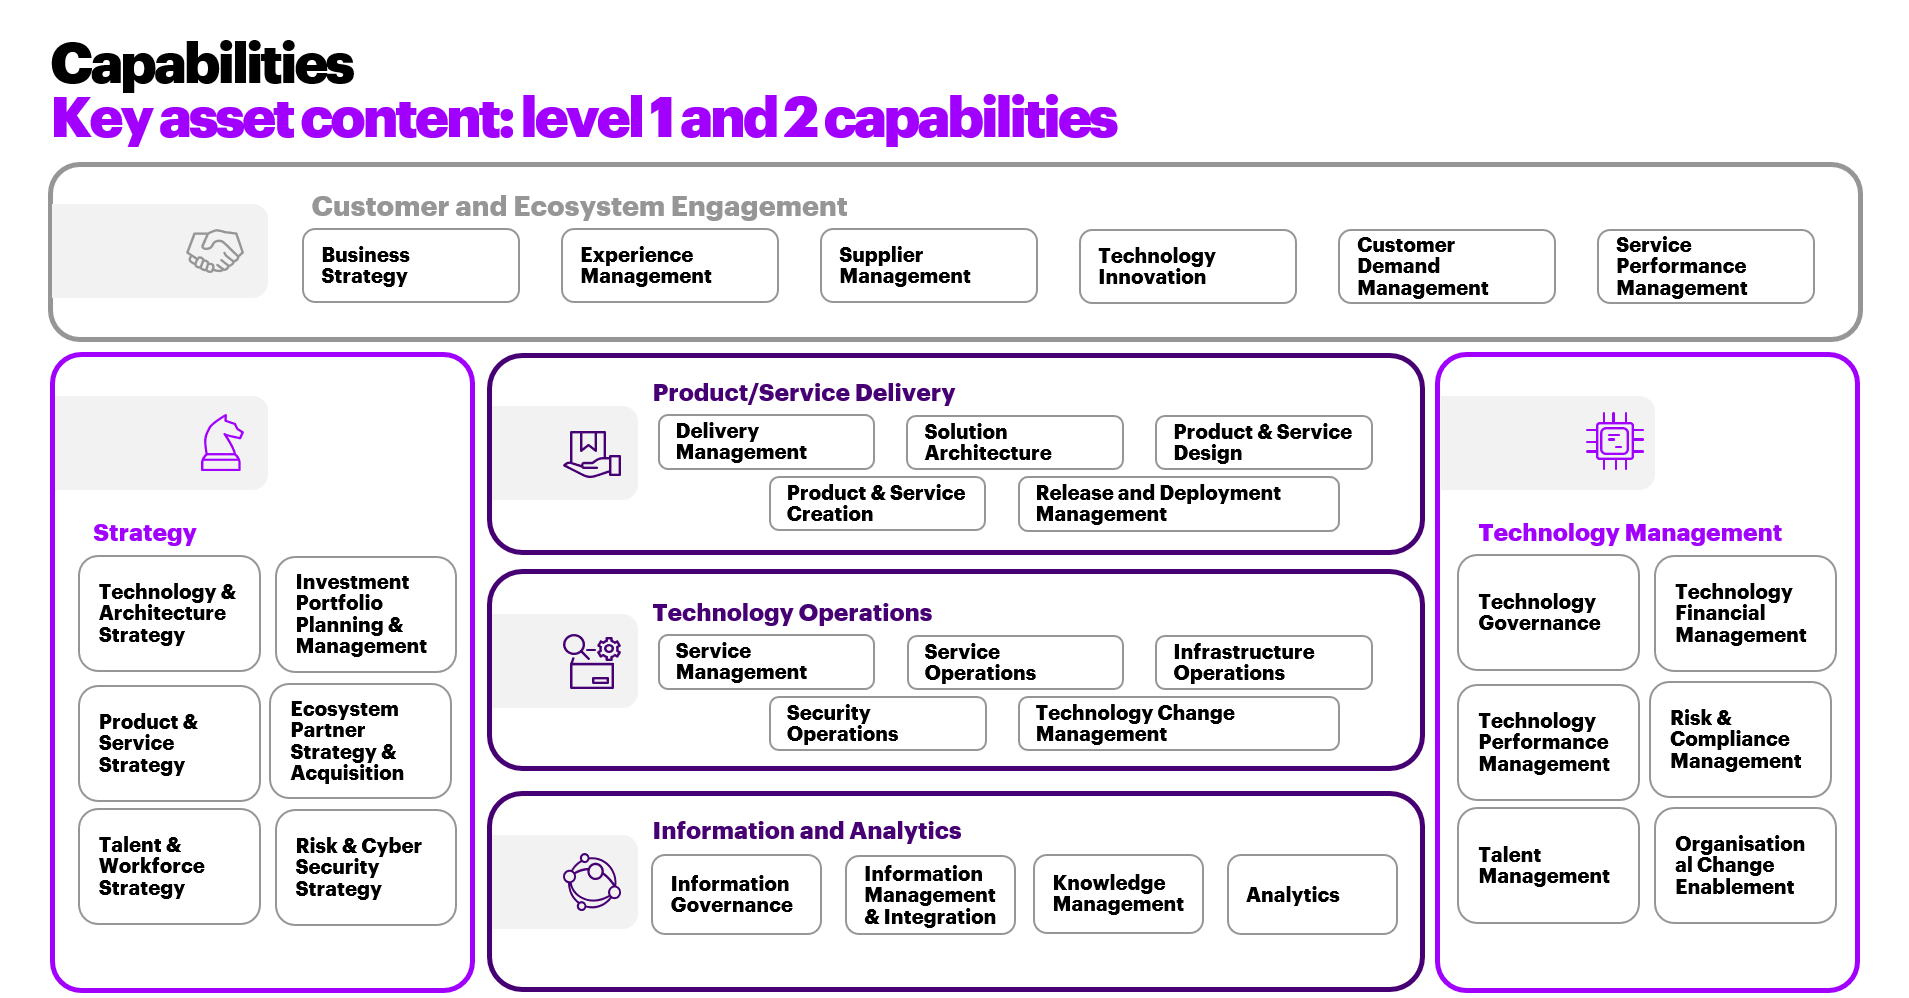 Capabilities
Key asset content: level 1 and 2 capabilities
Customer and Ecosystem Engagement
Business
Strategy
Experience
Management
Supplier
Management
Technology
Innovation
Customer
Demand
Management
Service
Performance
Management
Strategy
Technology &
Architecture
Strategy
Investment
Portfolio
Planning &
Management
Product &
Service
Strategy
Ecosystem
Partner
Strategy &
Acquisition
Talent &
Workforce
Strategy
Risk & Cyber
Security
Strategy
Product/Service Delivery
Delivery
Management
Solution
Architecture
Product & Service
Design
Product & Service
Creation
Release and Deployment
Management
Technology Operations
Service
Management
Service
Operations
Infrastructure
Operations
Security
Operations
Technology Change
Management
Information and Analytics
Information
Governance
Information
Management
& Integration
Knowledge
Management
Analytics
Technology Management
Technology
Governance
Technology
Financial
Management
Technology
Performance
Management
Risk &
Compliance
Management
Talent
Management
Organisation
al Change
Enablement